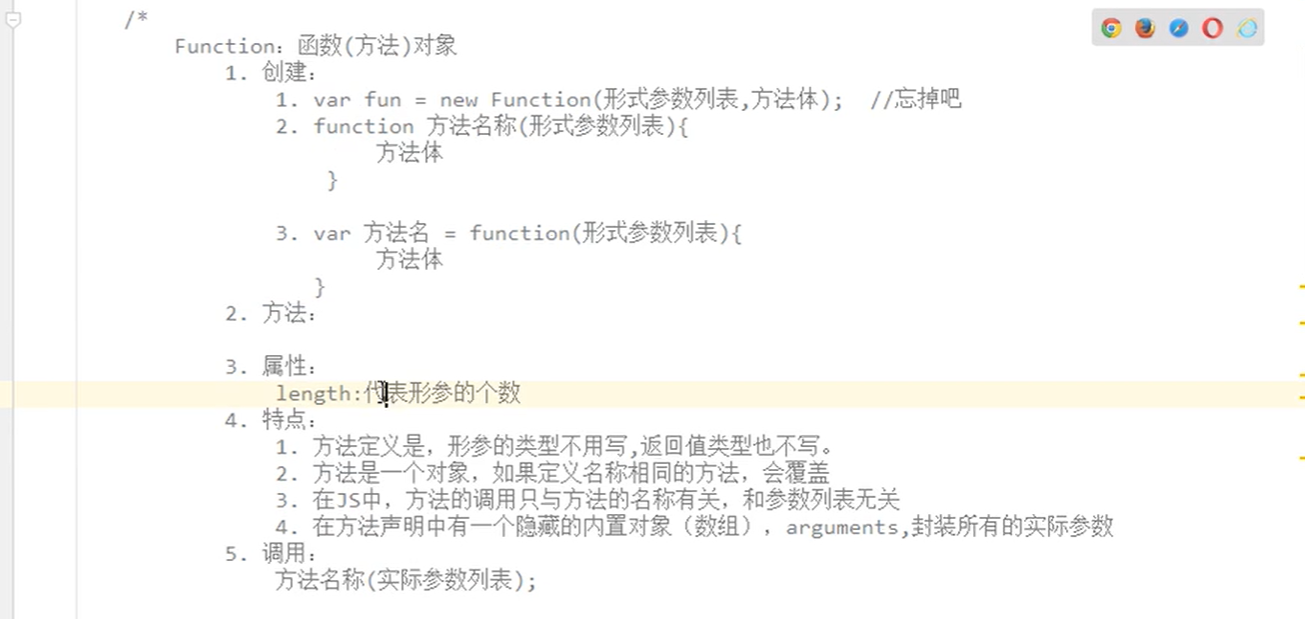 /*
Function：函数(方法)对象
1. 创建：
1. var fun = new Function(形式参数列表,方法体);  //忘掉吧
2. function 方法名称(形式参数列表){
方法体
}
3. var 方法名 = function(形式参数列表){
方法体
}
2. 方法：
3. 属性：
length:代表形参的个数
4. 特点：
1. 方法定义是，形参的类型不用写,返回值类型也不写。
2. 方法是一个对象，如果定义名称相同的方法，会覆盖
3. 在JS中，方法的调用只与方法的名称有关，和参数列表无关
4. 在方法声明中有一个隐藏的内置对象（数组），arguments,封装所有的实际参数
5. 调用：
方法名称(实际参数列表);